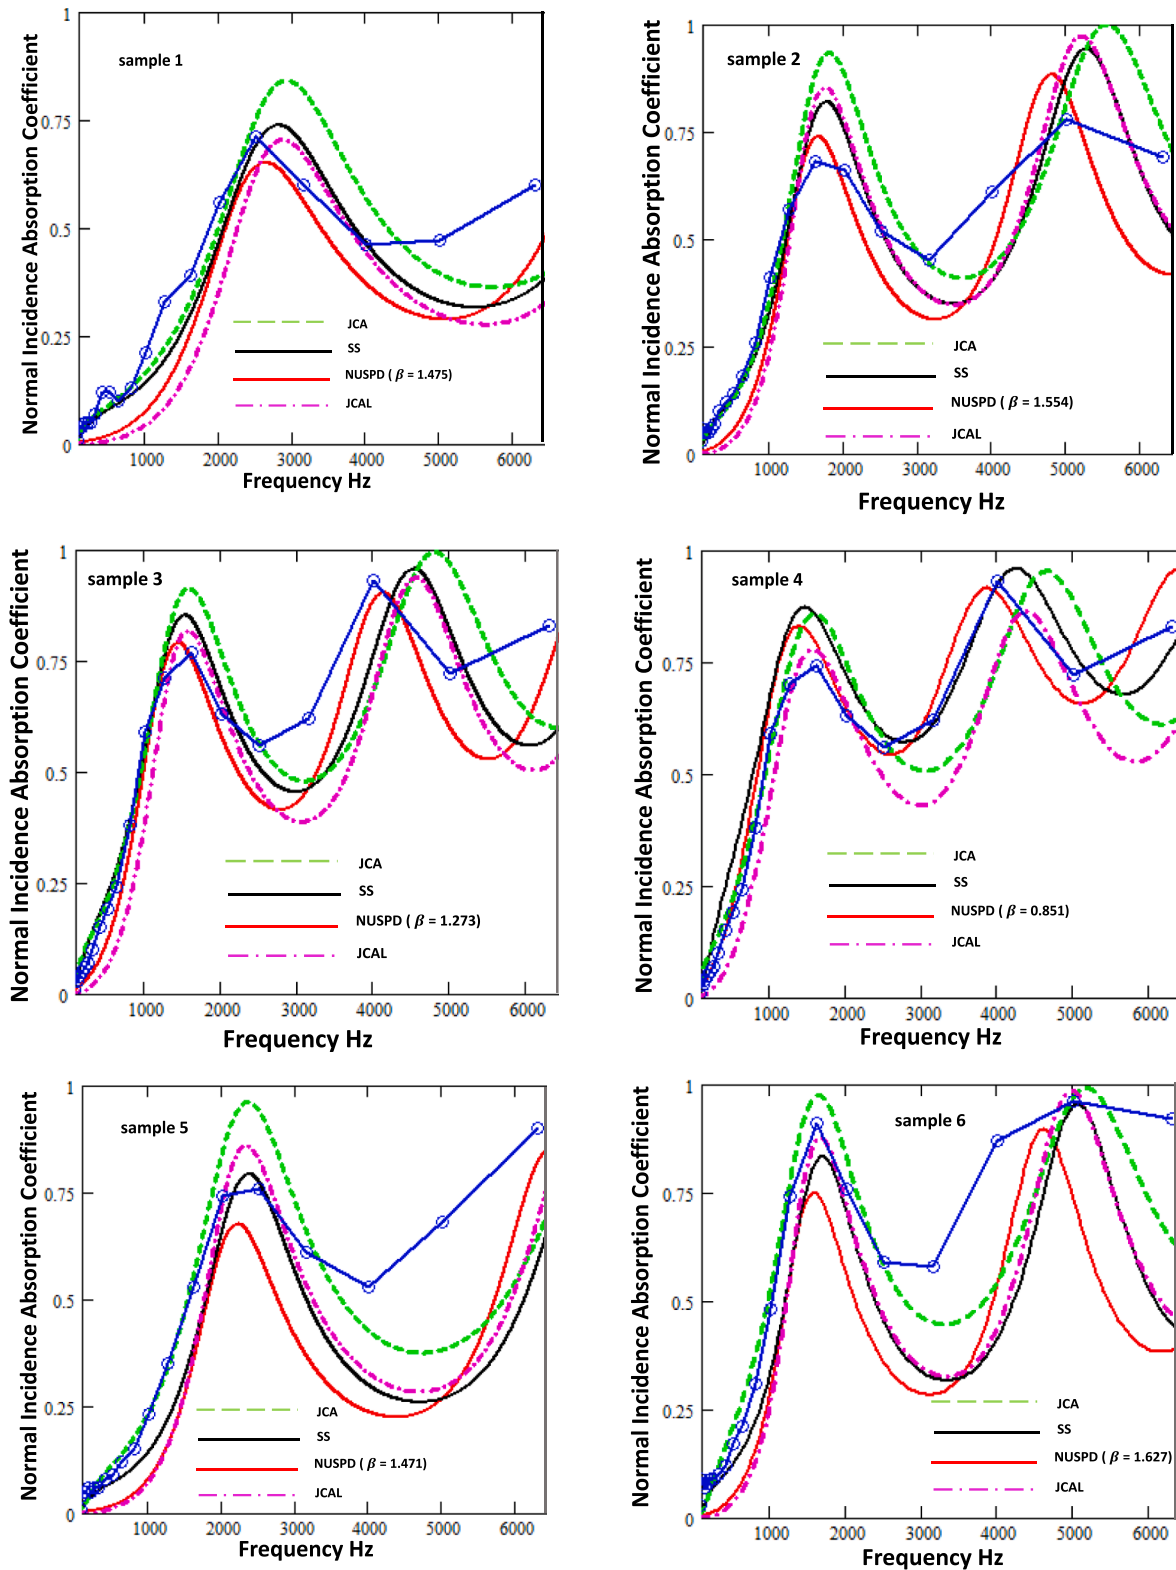 Normal Incidence Absorption Coefficient
sample 1
1
0.75
0.5
0.25
0
JCA
SS
NUSPD ( β = 1.475)
JCAL
1000 2000 3000 4000 5000 6000
Frequency Hz
Normal Incidence Absorption Coefficient
sample 2
1
0.75
0.5
0.25
0
JCA
SS
NUSPD ( β = 1.554)
JCAL
1000 2000 3000 4000 5000 6000
Frequency Hz
Normal Incidence Absorption Coefficient
sample 3
1
0.75
0.5
0.25
0
JCA
SS
NUSPD ( β = 1.273)
JCAL
1000 2000 3000 4000 5000 6000
Frequency Hz
Normal Incidence Absorption Coefficient
sample 4
1
0.75
0.5
0.25
0
JCA
SS
NUSPD ( β = 0.851)
JCAL
1000 2000 3000 4000 5000 6000
Frequency Hz
Normal Incidence Absorption Coefficient
sample 5
1
0.75
0.5
0.25
0
JCA
SS
NUSPD ( β = 1.471)
JCAL
1000 2000 3000 4000 5000 6000
Frequency Hz
Normal Incidence Absorption Coefficient
sample 6
1
0.75
0.5
0.25
0
JCA
SS
NUSPD ( β = 1.627)
JCAL
1000 2000 3000 4000 5000 6000
Frequency Hz